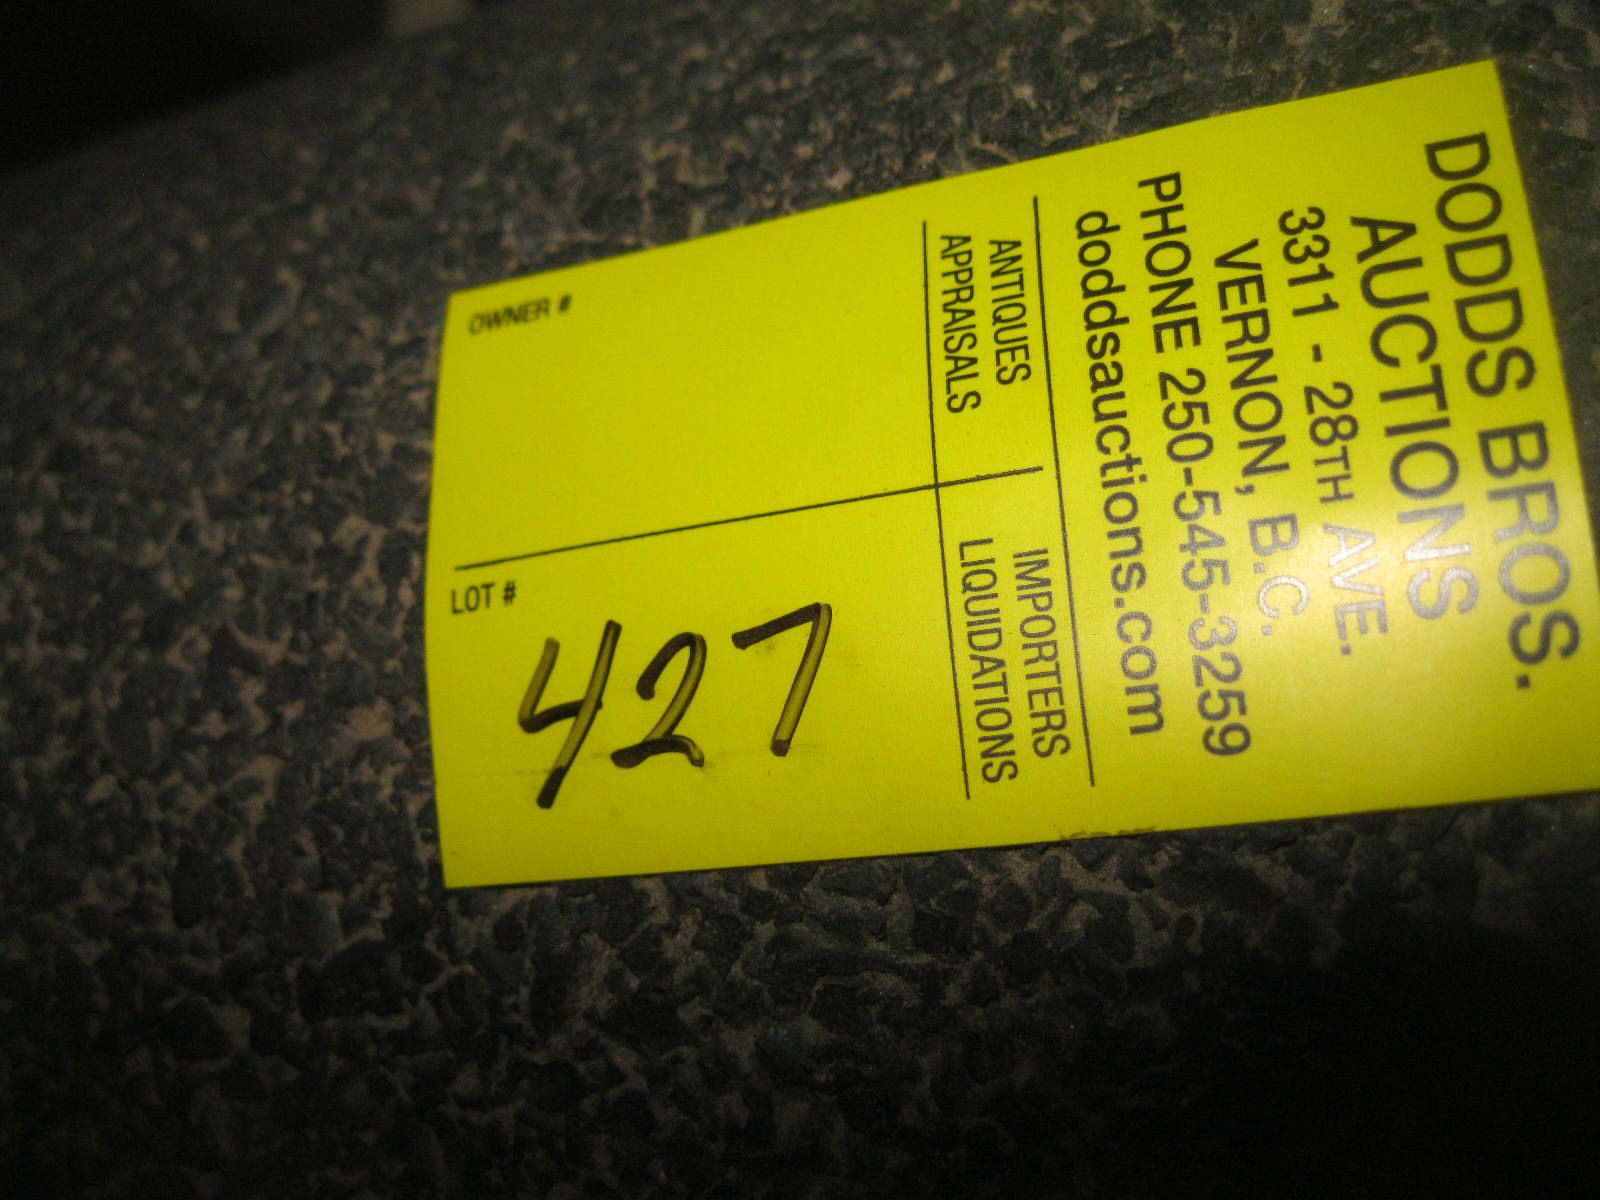 DODDS BROS.
AUCTIONS
3311 - 28TH AVE.
VERNON, B.C.
PHONE 250-545-3259
doddsauctions.com
ANTIQUES
APPRAISALS
IMPORTERS
LIQUIDATIONS
OWNER #
LOT #
427